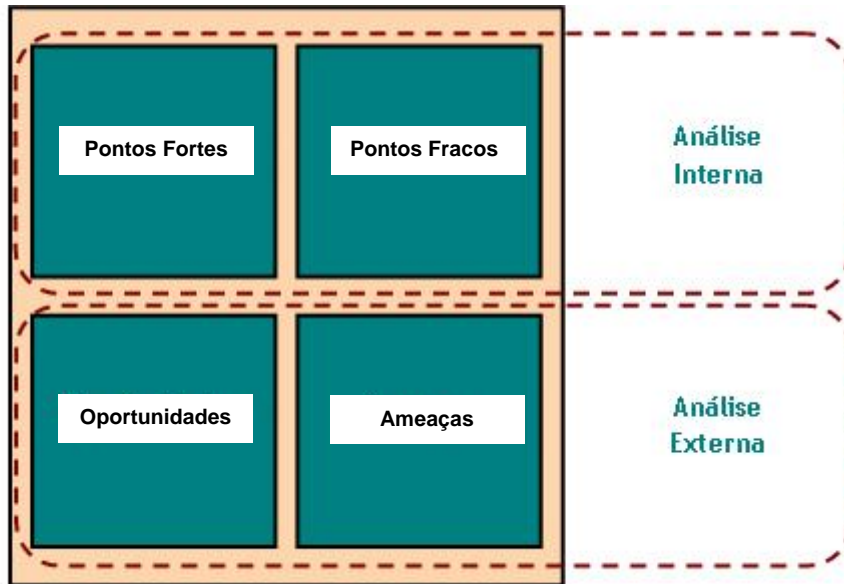 Pontos Fortes
Pontos Fracos
Análise
Interna
Oportunidades
Ameaças
Análise
Externa